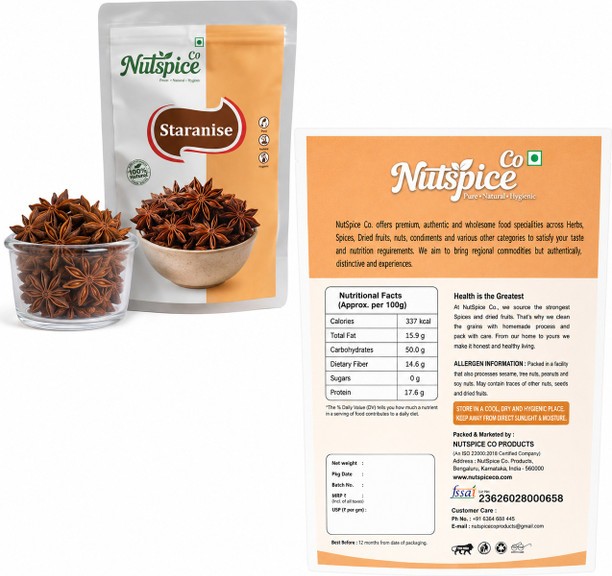 Nutspice Co
Pure • Natural • Hygienic
Staranise
100%
Natural
Nutspice Co
Pure • Natural • Hygienic
NutSpice Co. offers premium, authentic and wholesome food specialities across Herbs,
Spices, Dried fruits, nuts, condiments and various other categories to satisfy your taste
and nutrition requirements. We aim to bring regional commodities but authentically,
distinctive and experiences.
Nutritional Facts
(Approx. per 100g)
Calories 337 kcal
Total Fat 15.9 g
Carbohydrates 50.0 g
Dietary Fiber 14.6 g
Sugars 0 g
Protein 17.6 g
*The % Daily Value (DV) tells you how much a nutrient
in a serving of food contributes to a daily diet.
Net weight :
Pkg Date :
Batch No. :
MRP ₹ :
(Incl. of all taxes)
USP (₹ per gm) :
Best Before : 12 months from date of packaging.
Health is the Greatest
At NutSpice Co., we source the strongest
Spices and dried fruits. That's why we clean
the grains with homemade process and
pack with care. From our home to yours we
make it honest and healthy living.
ALLERGEN INFORMATION : Packed in a facility
that also processes sesame, tree nuts, peanuts and
soy nuts. May contain traces of other nuts, seeds
and dried fruits.
STORE IN A COOL, DRY AND HYGIENIC PLACE,
KEEP AWAY FROM DIRECT SUNLIGHT & MOISTURE.
Packed & Marketed by :
NUTSPICE CO PRODUCTS
(An ISO 22000:2018 Certified Company)
Address : NutSpice Co. Products,
Bengaluru, Karnataka, India - 560000
www.nutspiceco.com
fssai
Lic No.
23626028000658
Customer Care :
Ph No. : +91 6364 688 445
E-mail : nutspicecoproducts@gmail.com